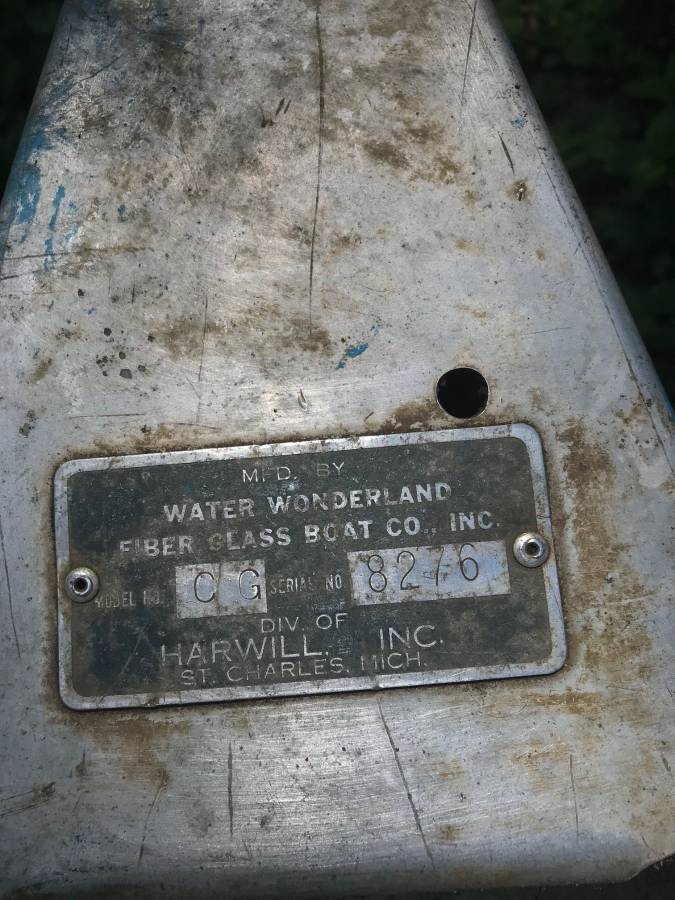 MFD. BY
WATER WONDERLAND
FIBER GLASS BOAT CO., INC.
MODEL NO. CG SERIAL NO 8276
DIV. OF
HARWILL, INC.
ST. CHARLES, MICH.